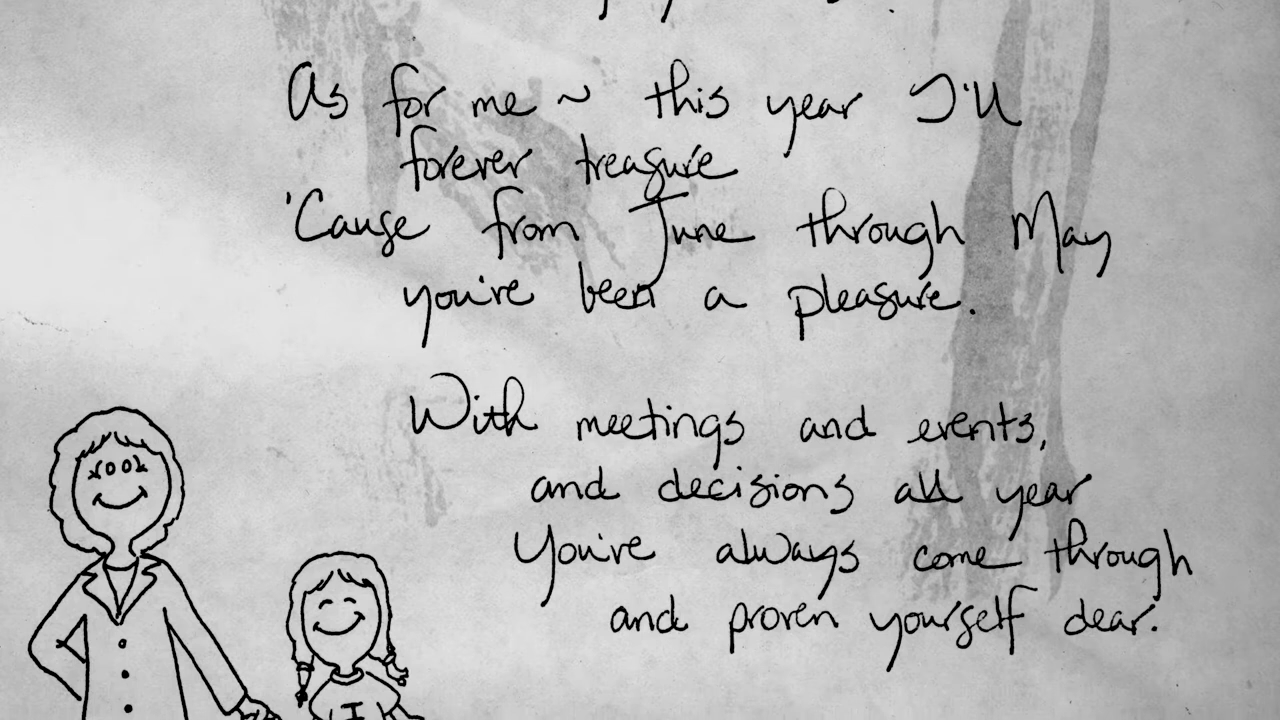 As for me ~ this year I'll
forever treasure
'Cause from June through May
you've been a pleasure.
With meetings and events,
and decisions all year
You've always come through
and proven yourself dear.
I